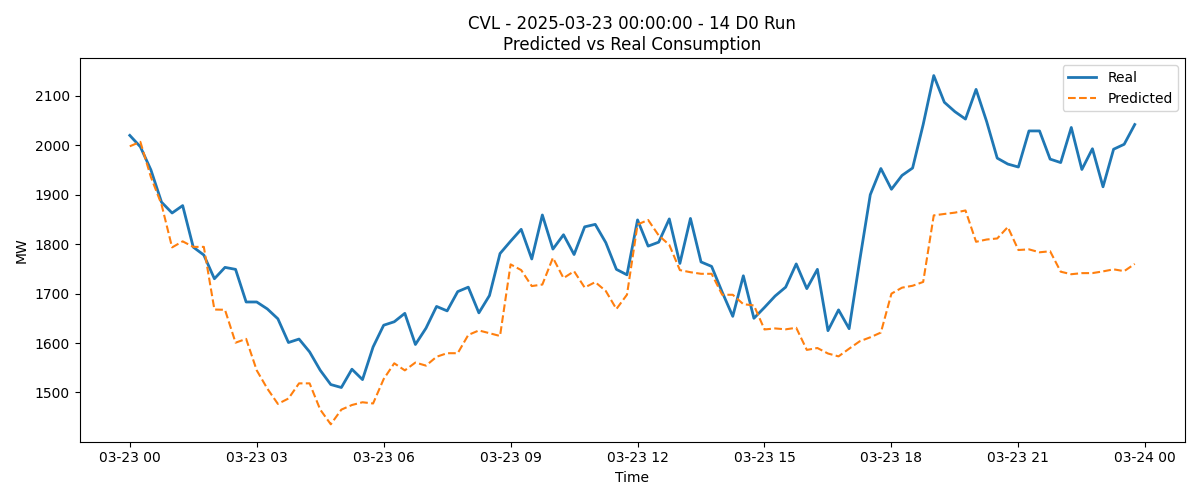 CVL - 2025-03-23 00:00:00 - 14 D0 Run
Predicted vs Real Consumption
Real
Predicted
MW
2100
2000
1900
1800
1700
1600
1500
03-23 00
03-23 03
03-23 06
03-23 09
03-23 12
03-23 15
03-23 18
03-23 21
03-24 00
Time